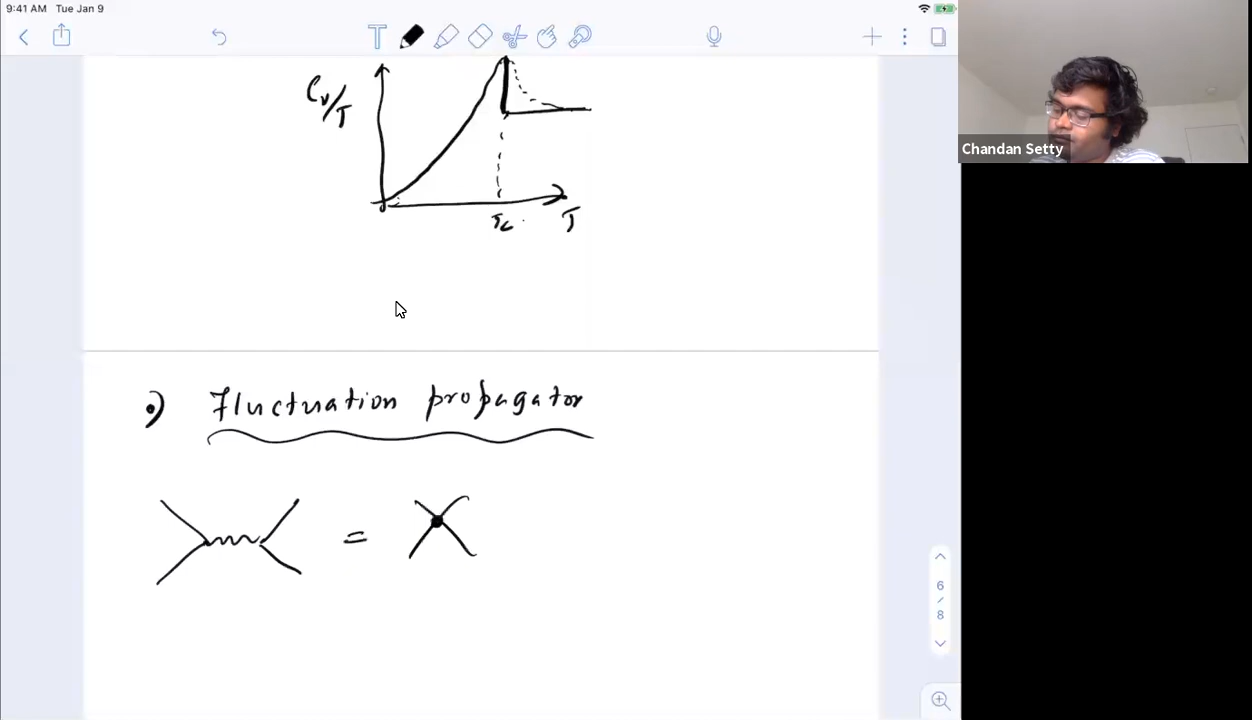 9:41 AM Tue Jan 9
T
Cv/T
Tc
T
Chandan Setty
•) Fluctuation propagator
=
6
/
8